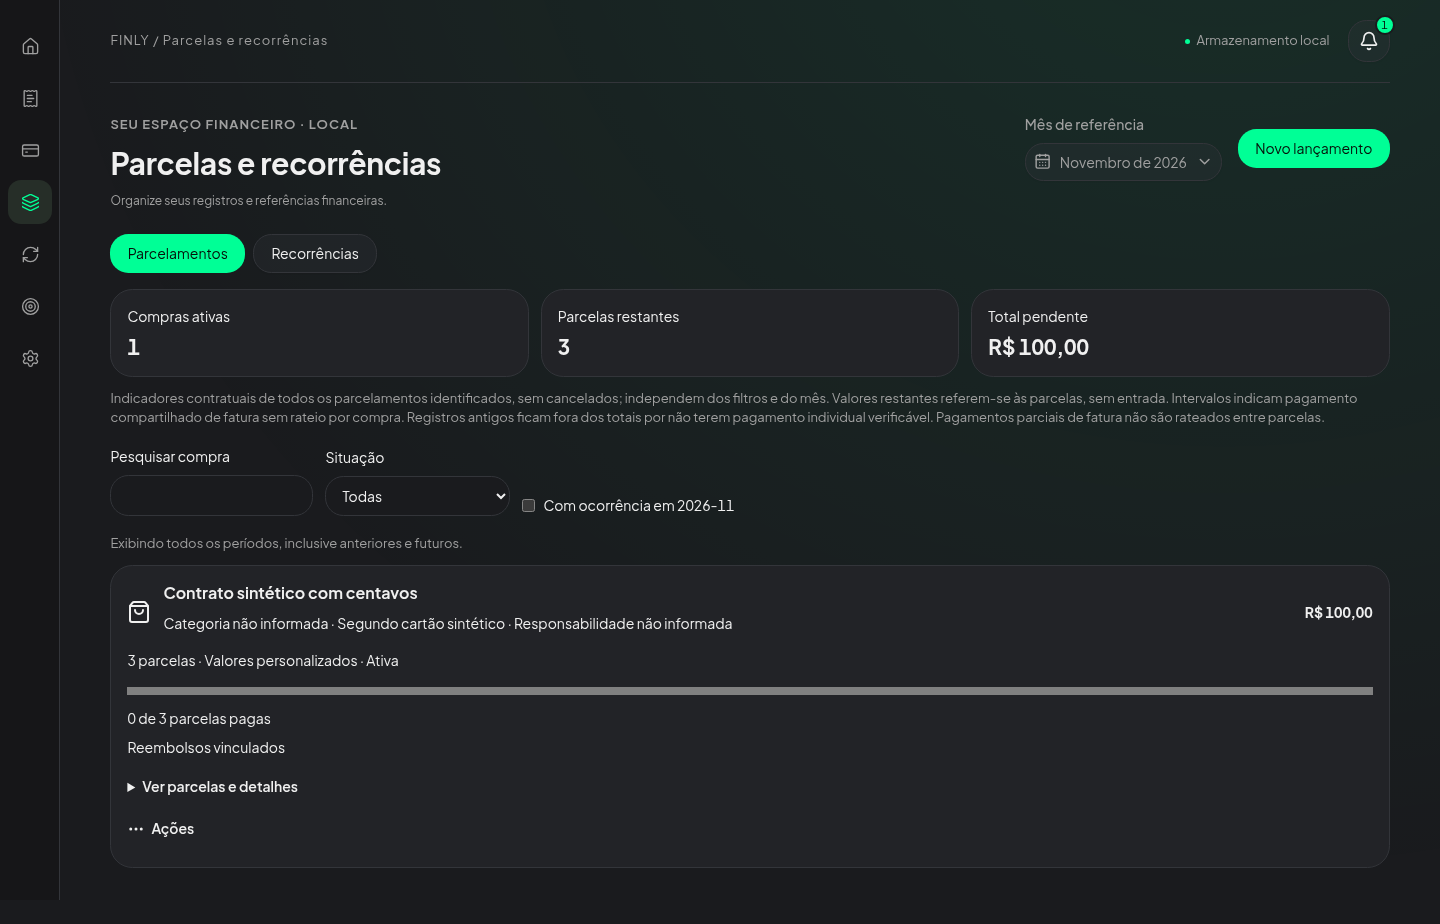 FINLY / Parcelas e recorrências
Armazenamento local
1
SEU ESPAÇO FINANCEIRO · LOCAL
Parcelas e recorrências
Organize seus registros e referências financeiras.
Mês de referência
Novembro de 2026
Novo lançamento
Parcelamentos
Recorrências
Compras ativas
1
Parcelas restantes
3
Total pendente
R$ 100,00
Indicadores contratuais de todos os parcelamentos identificados, sem cancelados; independem dos filtros e do mês. Valores restantes referem-se às parcelas, sem entrada. Intervalos indicam pagamento
compartilhado de fatura sem rateio por compra. Registros antigos ficam fora dos totais por não terem pagamento individual verificável. Pagamentos parciais de fatura não são rateados entre parcelas.
Pesquisar compra
Situação
Todas
Com ocorrência em 2026-11
Exibindo todos os períodos, inclusive anteriores e futuros.
Contrato sintético com centavos
Categoria não informada · Segundo cartão sintético · Responsabilidade não informada
R$ 100,00
3 parcelas · Valores personalizados · Ativa
0 de 3 parcelas pagas
Reembolsos vinculados
Ver parcelas e detalhes
Ações